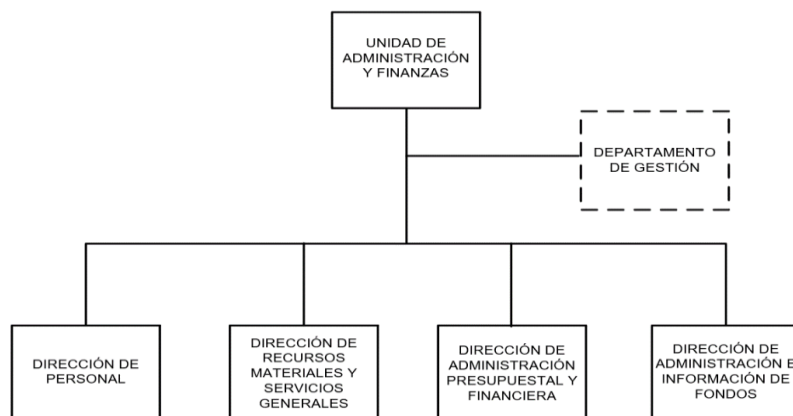 UNIDAD DE
ADMINISTRACIÓN
Y FINANZAS
DEPARTAMENTO
DE GESTIÓN
DIRECCIÓN DE
PERSONAL
DIRECCIÓN DE
RECURSOS
MATERIALES Y
SERVICIOS
GENERALES
DIRECCIÓN DE
ADMINISTRACIÓN
PRESUPUESTAL Y
FINANCIERA
DIRECCIÓN DE
ADMINISTRACIÓN E
INFORMACIÓN DE
FONDOS